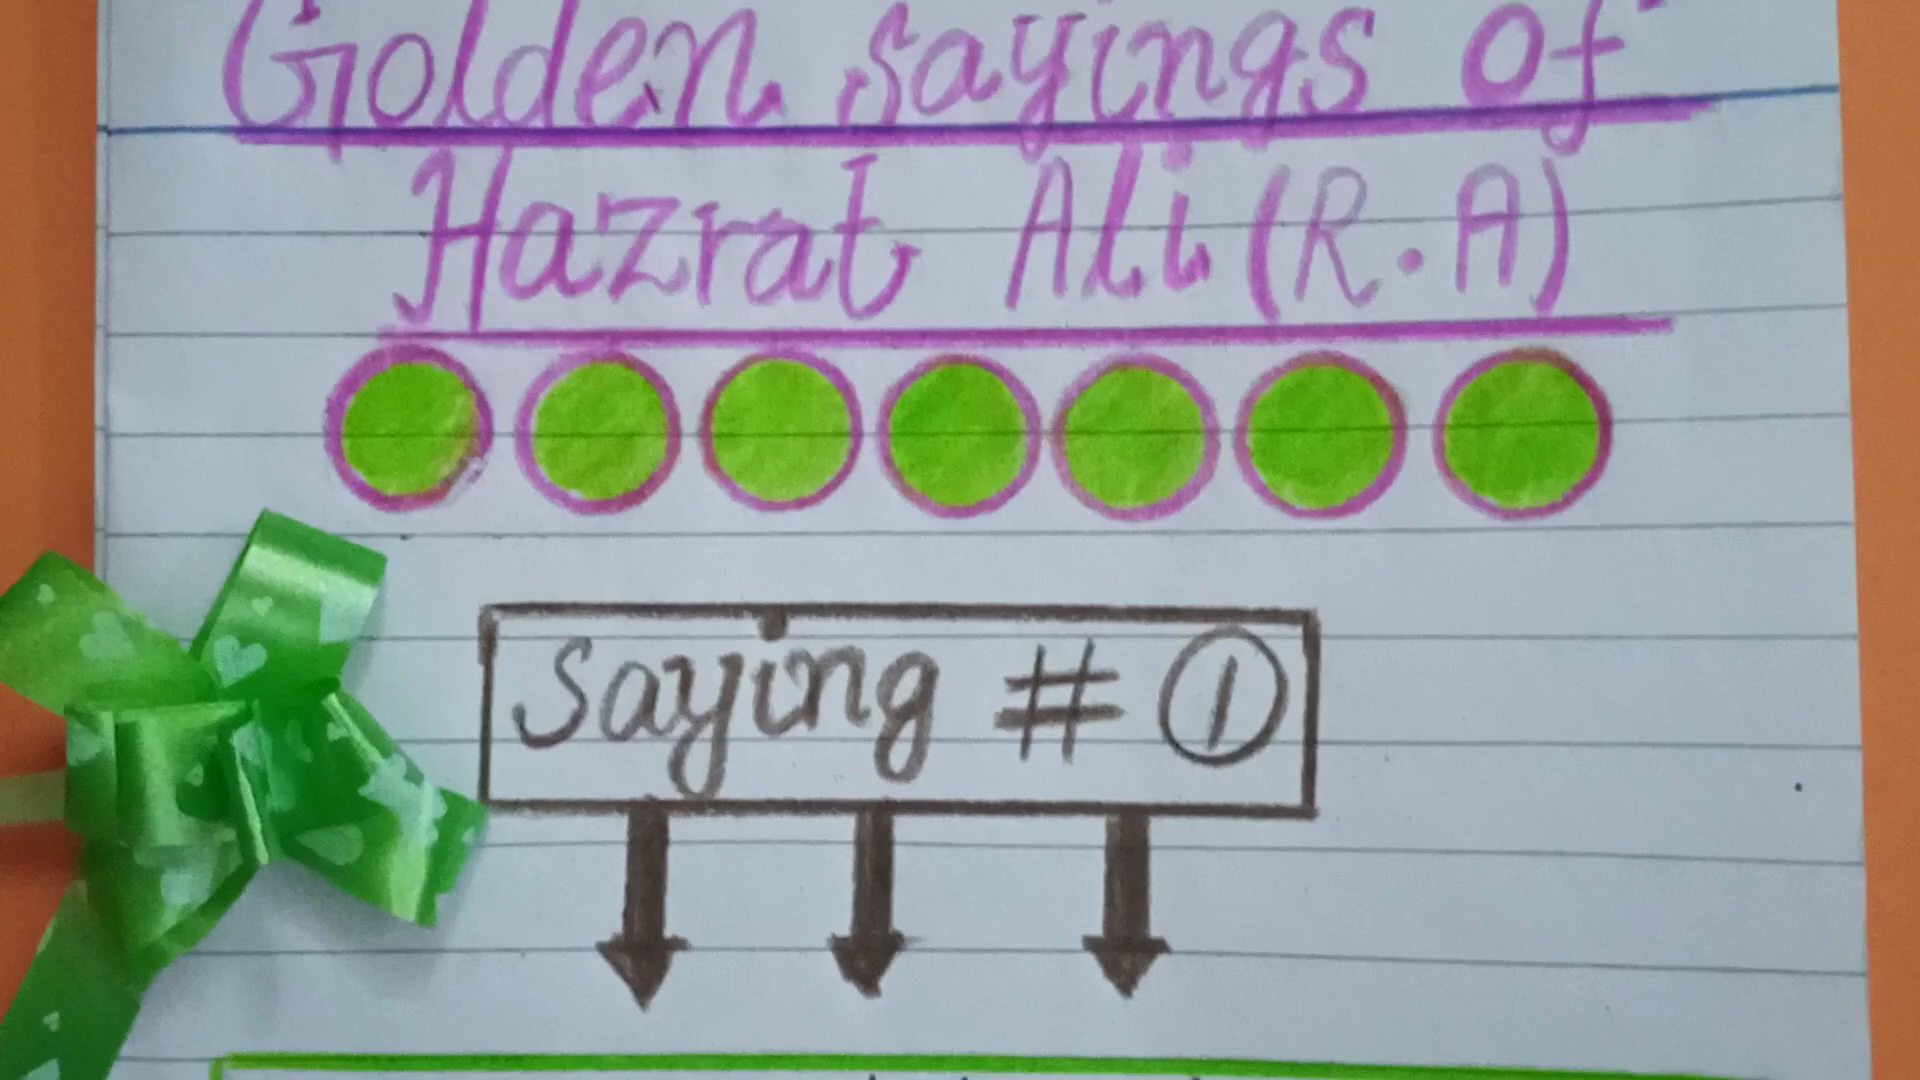 Golden sayings of
Hazrat Ali (R.A)
Saying # ①